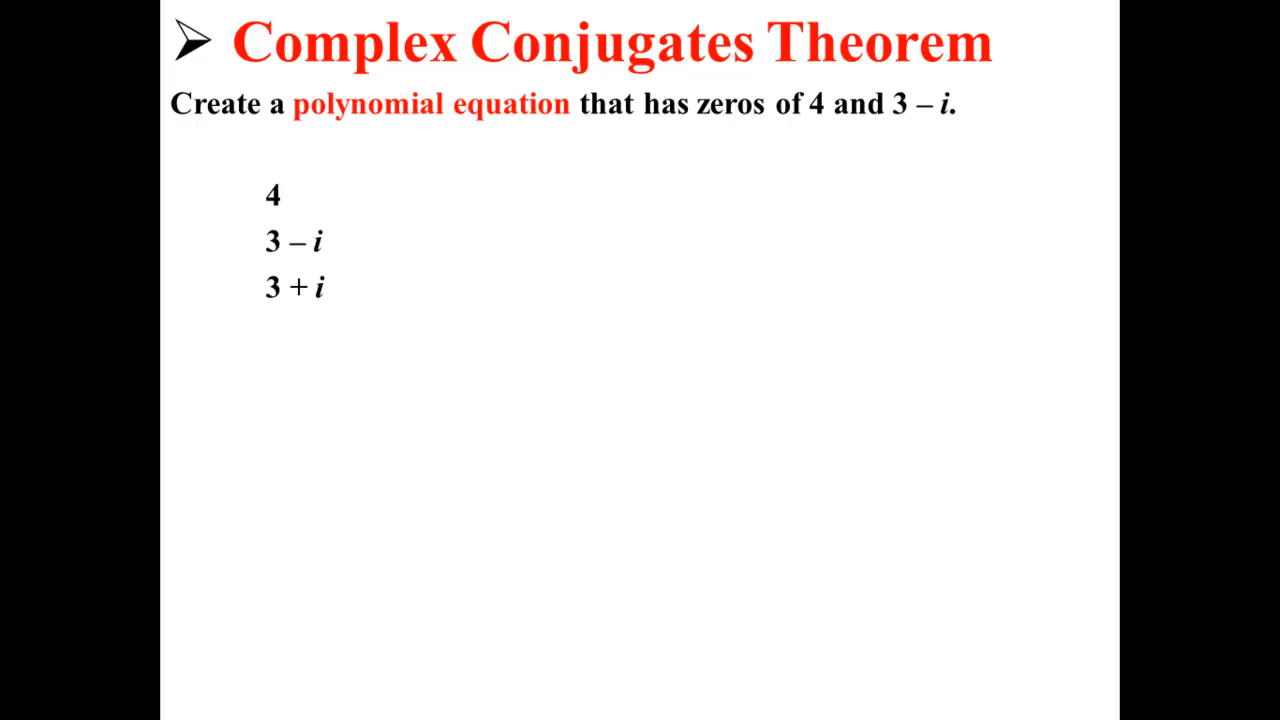 ➢ Complex Conjugates Theorem
Create a polynomial equation that has zeros of 4 and 3 – i.
4
3 – i
3 + i